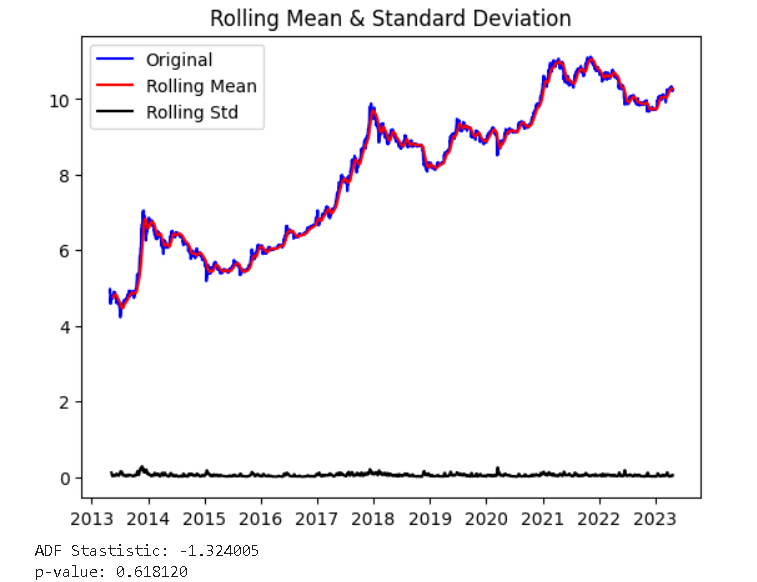 Rolling Mean & Standard Deviation
Original
Rolling Mean
Rolling Std
10
8
6
4
2
0
2013 2014 2015 2016 2017 2018 2019 2020 2021 2022 2023
ADF Stastistic: -1.324005
p-value: 0.618120